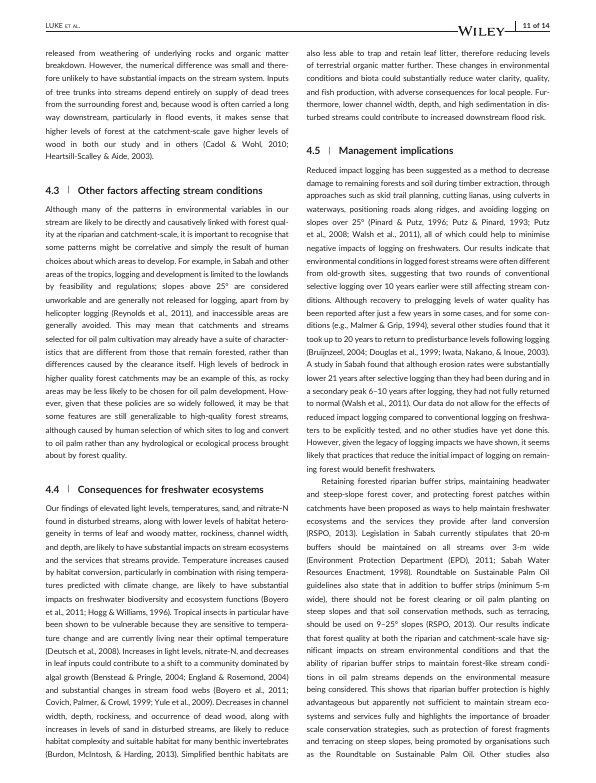 LUKE ET AL.
WILEY
11 of 14
released from weathering of underlying rocks and organic matter
breakdown. However, the numerical difference was small and there-
fore unlikely to have substantial impacts on the stream system. Inputs
of tree trunks into streams depend entirely on supply of dead trees
from the surrounding forest and, because wood is often carried a long
way downstream, particularly in flood events, it makes sense that
higher levels of forest at the catchment-scale gave higher levels of
wood in both our study and in others (Cadol & Wohl, 2010;
Heartsill-Scalley & Aide, 2003).
4.3 | Other factors affecting stream conditions
Although many of the patterns in environmental variables in our
stream are likely to be directly and causatively linked with forest qual-
ity at the riparian and catchment-scale, it is important to recognise that
some patterns might be correlative and simply the result of human
choices about which areas to develop. For example, in Sabah and other
areas of the tropics, logging and development is limited to the lowlands
by feasibility and regulations; slopes above 25° are considered
unworkable and are generally not released for logging, apart from by
helicopter logging (Reynolds et al., 2011), and inaccessible areas are
generally avoided. This may mean that catchments and streams
selected for oil palm cultivation may already have a suite of character-
istics that are different from those that remain forested, rather than
differences caused by the clearance itself. High levels of bedrock in
higher quality forest catchments may be an example of this, as rocky
areas may be less likely to be chosen for oil palm development. How-
ever, given that these policies are so widely followed, it may be that
some features are still generalizable to high-quality forest streams,
although caused by human selection of which sites to log and convert
to oil palm rather than any hydrological or ecological process brought
about by forest quality.
4.4 | Consequences for freshwater ecosystems
Our findings of elevated light levels, temperatures, sand, and nitrate-N
found in disturbed streams, along with lower levels of habitat hetero-
geneity in terms of leaf and woody matter, rockiness, channel width,
and depth, are likely to have substantial impacts on stream ecosystems
and the services that streams provide. Temperature increases caused
by habitat conversion, particularly in combination with rising tempera-
tures predicted with climate change, are likely to have substantial
impacts on freshwater biodiversity and ecosystem functions (Boyero
et al., 2011; Hogg & Williams, 1996). Tropical insects in particular have
been shown to be vulnerable because they are sensitive to tempera-
ture change and are currently living near their optimal temperature
(Deutsch et al., 2008). Increases in light levels, nitrate-N, and decreases
in leaf inputs could contribute to a shift to a community dominated by
algal growth (Benstead & Pringle, 2004; England & Rosemond, 2004)
and substantial changes in stream food webs (Boyero et al., 2011;
Covich, Palmer, & Crowl, 1999; Yule et al., 2009). Decreases in channel
width, depth, rockiness, and occurrence of dead wood, along with
increases in levels of sand in disturbed streams, are likely to reduce
habitat complexity and suitable habitat for many benthic invertebrates
(Burdon, McIntosh, & Harding, 2013). Simplified benthic habitats are
also less able to trap and retain leaf litter, therefore reducing levels
of terrestrial organic matter further. These changes in environmental
conditions and biota could substantially reduce water clarity, quality,
and fish production, with adverse consequences for local people. Fur-
thermore, lower channel width, depth, and high sedimentation in dis-
turbed streams could contribute to increased downstream flood risk.
4.5 | Management implications
Reduced impact logging has been suggested as a method to decrease
damage to remaining forests and soil during timber extraction, through
approaches such as skid trail planning, cutting lianas, using culverts in
waterways, positioning roads along ridges, and avoiding logging on
slopes over 25° (Pinard & Putz, 1996; Putz & Pinard, 1993; Putz
et al., 2008; Walsh et al., 2011), all of which could help to minimise
negative impacts of logging on freshwaters. Our results indicate that
environmental conditions in logged forest streams were often different
from old-growth sites, suggesting that two rounds of conventional
selective logging over 10 years earlier were still affecting stream con-
ditions. Although recovery to prelogging levels of water quality has
been reported after just a few years in some cases, and for some con-
ditions (e.g., Malmer & Grip, 1994), several other studies found that it
took up to 20 years to return to predisturbance levels following logging
(Bruijnzeel, 2004; Douglas et al., 1999; Iwata, Nakano, & Inoue, 2003).
A study in Sabah found that although erosion rates were substantially
lower 21 years after selective logging than they had been during and in
a secondary peak 6–10 years after logging, they had not fully returned
to normal (Walsh et al., 2011). Our data do not allow for the effects of
reduced impact logging compared to conventional logging on freshwa-
ters to be explicitly tested, and no other studies have yet done this.
However, given the legacy of logging impacts we have shown, it seems
likely that practices that reduce the initial impact of logging on remain-
ing forest would benefit freshwaters.
Retaining forested riparian buffer strips, maintaining headwater
and steep-slope forest cover, and protecting forest patches within
catchments have been proposed as ways to help maintain freshwater
ecosystems and the services they provide after land conversion
(RSPO, 2013). Legislation in Sabah currently stipulates that 20-m
buffers should be maintained on all streams over 3-m wide
(Environment Protection Department (EPD), 2011; Sabah Water
Resources Enactment, 1998). Roundtable on Sustainable Palm Oil
guidelines also state that in addition to buffer strips (minimum 5-m
wide), there should not be forest clearing or oil palm planting on
steep slopes and that soil conservation methods, such as terracing,
should be used on 9–25° slopes (RSPO, 2013). Our results indicate
that forest quality at both the riparian and catchment-scale have sig-
nificant impacts on stream environmental conditions and that the
ability of riparian buffer strips to maintain forest-like stream condi-
tions in oil palm streams depends on the environmental measure
being considered. This shows that riparian buffer protection is highly
advantageous but apparently not sufficient to maintain stream eco-
systems and services fully and highlights the importance of broader
scale conservation strategies, such as protection of forest fragments
and terracing on steep slopes, being promoted by organisations such
as the Roundtable on Sustainable Palm Oil. Other studies also